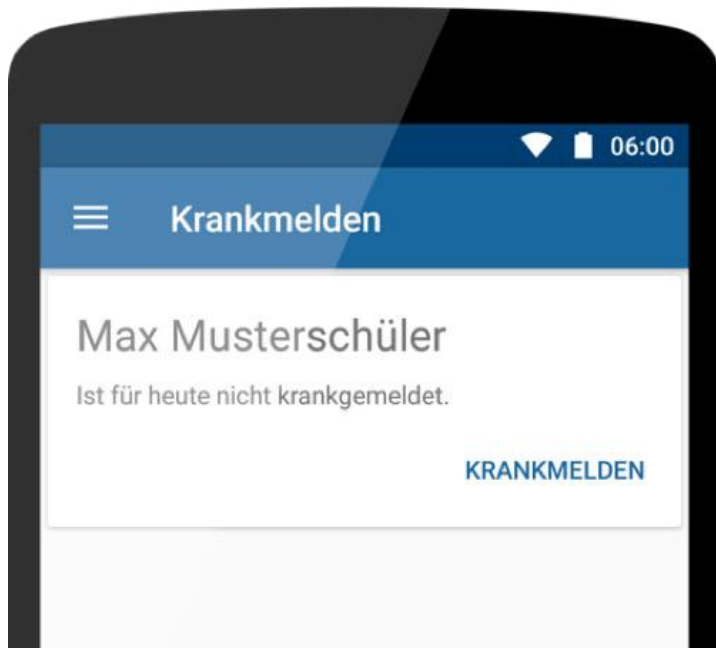 06:00
Krankmelden
Max Musterschüler
Ist für heute nicht krankgemeldet.
KRANKMELDEN